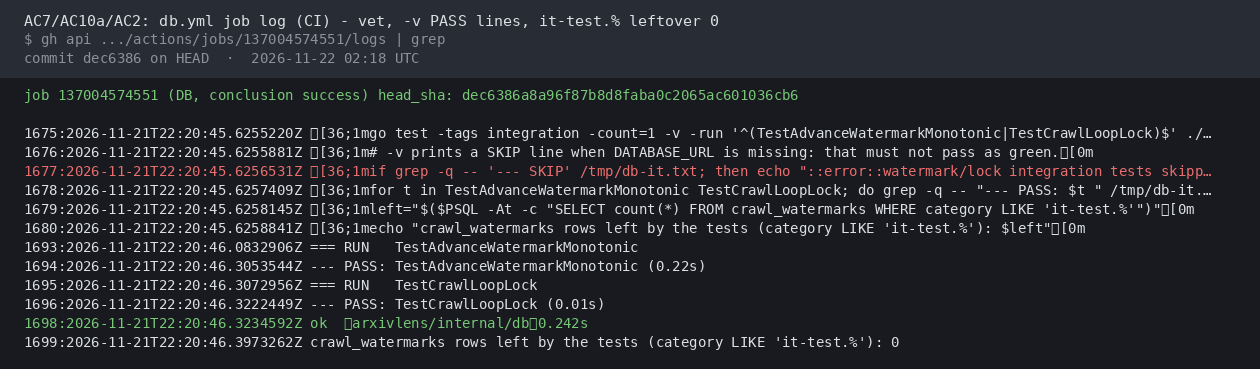 AC7/AC10a/AC2: db.yml job log (CI) - vet, -v PASS lines, it-test.% leftover 0
$ gh api .../actions/jobs/137004574551/logs | grep
commit dec6386 on HEAD · 2026-11-22 02:18 UTC
job 137004574551 (DB, conclusion success) head_sha: dec6386a8a96f87b8d8faba0c2065ac601036cb6
1675:2026-11-21T22:20:45.6255220Z □[36;1mgo test -tags integration -count=1 -v -run '^(TestAdvanceWatermarkMonotonic|TestCrawlLoopLock)$' ./…
1676:2026-11-21T22:20:45.6255881Z □[36;1m# -v prints a SKIP line when DATABASE_URL is missing: that must not pass as green.□[0m
1677:2026-11-21T22:20:45.6256531Z □[36;1mif grep -q -- '--- SKIP' /tmp/db-it.txt; then echo "::error::watermark/lock integration tests skipp…
1678:2026-11-21T22:20:45.6257409Z □[36;1mfor t in TestAdvanceWatermarkMonotonic TestCrawlLoopLock; do grep -q -- "--- PASS: $t " /tmp/db-it.…
1679:2026-11-21T22:20:45.6258145Z □[36;1mleft="$($PSQL -At -c "SELECT count(*) FROM crawl_watermarks WHERE category LIKE 'it-test.%'")"□[0m
1680:2026-11-21T22:20:45.6258841Z □[36;1mecho "crawl_watermarks rows left by the tests (category LIKE 'it-test.%'): $left"□[0m
1693:2026-11-21T22:20:46.0832906Z === RUN   TestAdvanceWatermarkMonotonic
1694:2026-11-21T22:20:46.3053544Z --- PASS: TestAdvanceWatermarkMonotonic (0.22s)
1695:2026-11-21T22:20:46.3072956Z === RUN   TestCrawlLoopLock
1696:2026-11-21T22:20:46.3222449Z --- PASS: TestCrawlLoopLock (0.01s)
1698:2026-11-21T22:20:46.3234592Z ok  □arxivlens/internal/db□0.242s
1699:2026-11-21T22:20:46.3973262Z crawl_watermarks rows left by the tests (category LIKE 'it-test.%'): 0